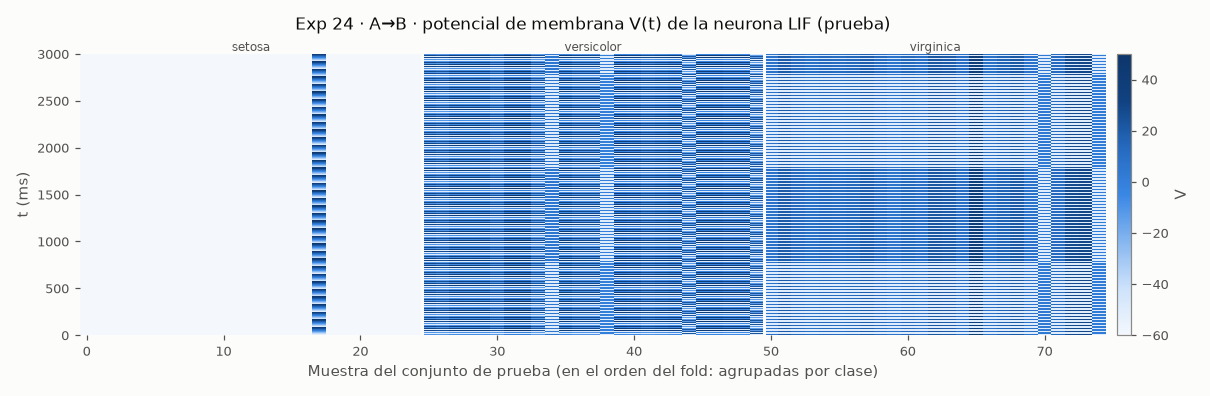 Exp 24 · A→B · potencial de membrana V(t) de la neurona LIF (prueba)
setosa versicolor virginica
3000
2500
2000
1500
1000
500
0
t (ms)
0 10 20 30 40 50 60 70
Muestra del conjunto de prueba (en el orden del fold: agrupadas por clase)
40
20
0
−20
−40
−60
V